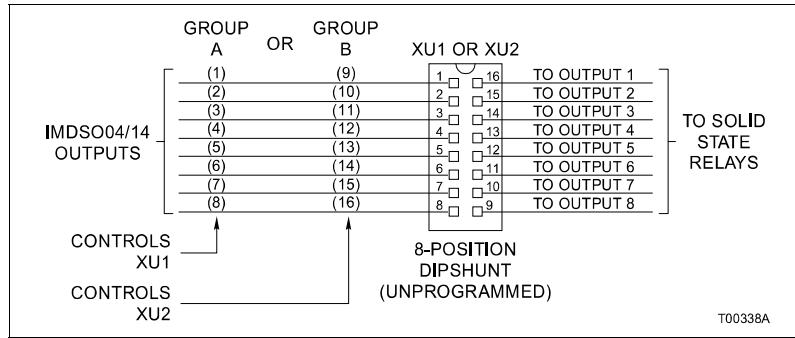 GROUP A OR GROUP B XU1 OR XU2
(1) (9) 1 16 TO OUTPUT 1
(2) (10) 2 15 TO OUTPUT 2
(3) (11) 3 14 TO OUTPUT 3
(4) (12) 4 13 TO OUTPUT 4
(5) (13) 5 12 TO OUTPUT 5
(6) (14) 6 11 TO OUTPUT 6
(7) (15) 7 10 TO OUTPUT 7
(8) (16) 8 9 TO OUTPUT 8
IMDSO04/14
OUTPUTS
TO SOLID
STATE
RELAYS
CONTROLS
XU1
CONTROLS
XU2
8-POSITION
DIPSHUNT
(UNPROGRAMMED)
T00338A